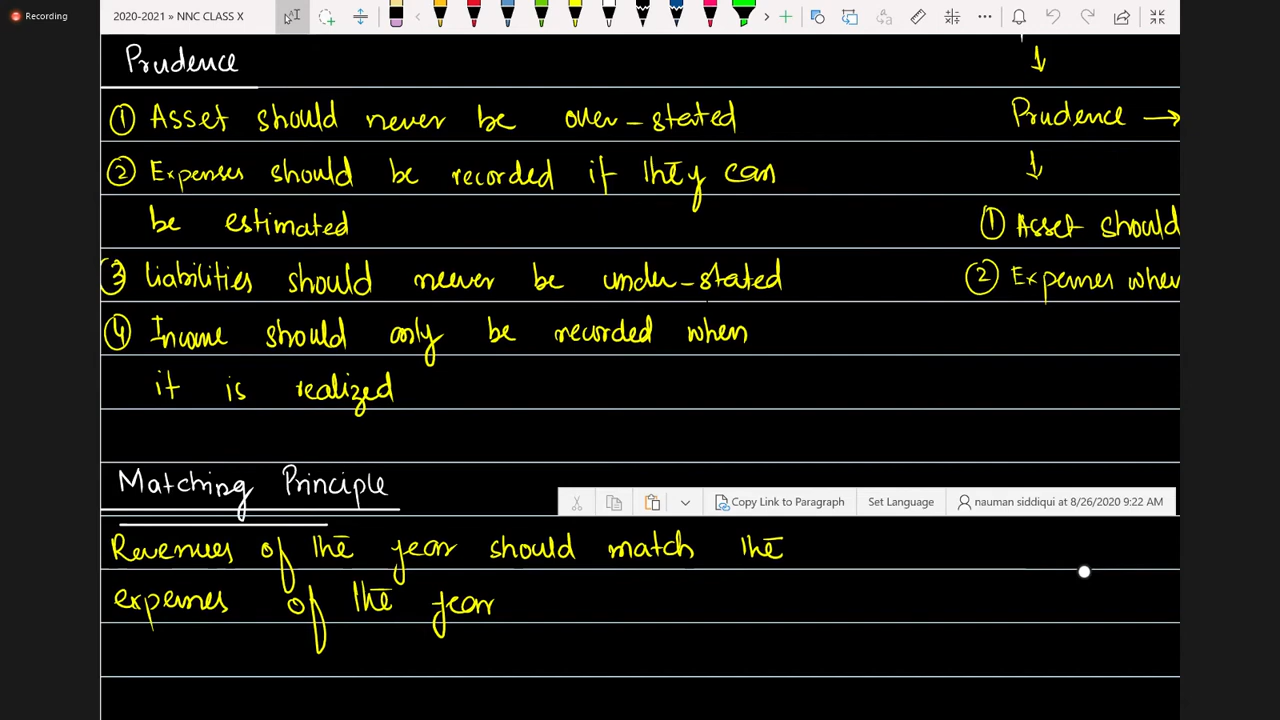 Recording
2020-2021 » NNC CLASS X
Prudence
① Asset should never be over-stated
② Expenses should be recorded if they can
be estimated
③ Liabilities should never be under-stated
④ Income should only be recorded when
it is realized
Prudence →
① Asset should
② Expenses when
Matching Principle
Copy Link to Paragraph
Set Language
nauman siddiqui at 8/26/2020 9:22 AM
Revenues of the year should match the
expenses of the year